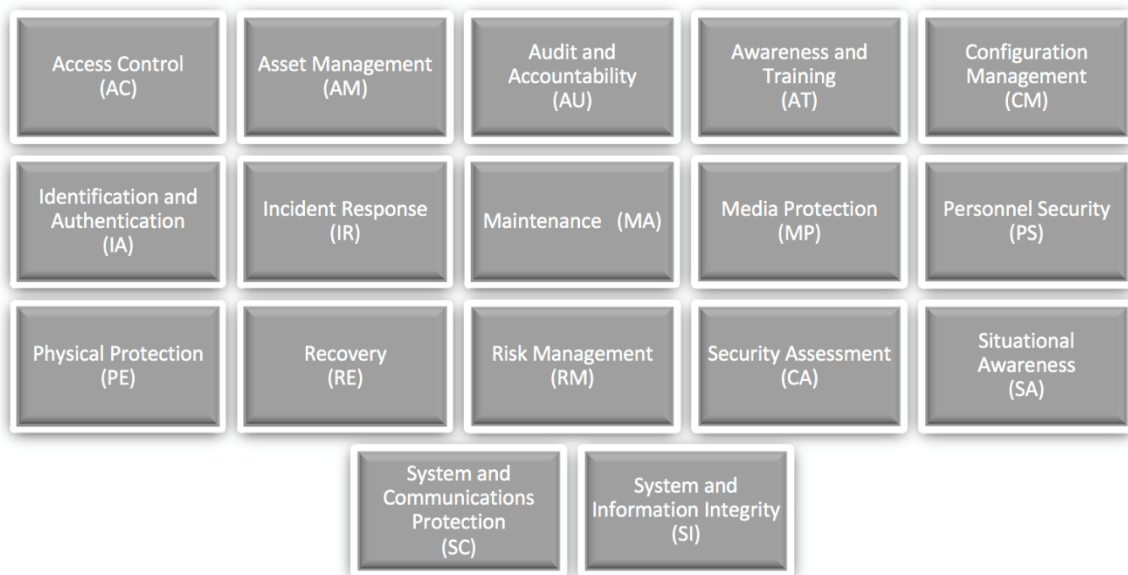 Access Control
(AC)
Asset Management
(AM)
Audit and
Accountability
(AU)
Awareness and
Training
(AT)
Configuration
Management
(CM)
Identification and
Authentication
(IA)
Incident Response
(IR)
Maintenance (MA)
Media Protection
(MP)
Personnel Security
(PS)
Physical Protection
(PE)
Recovery
(RE)
Risk Management
(RM)
Security Assessment
(CA)
Situational
Awareness
(SA)
System and
Communications
Protection
(SC)
System and
Information Integrity
(SI)